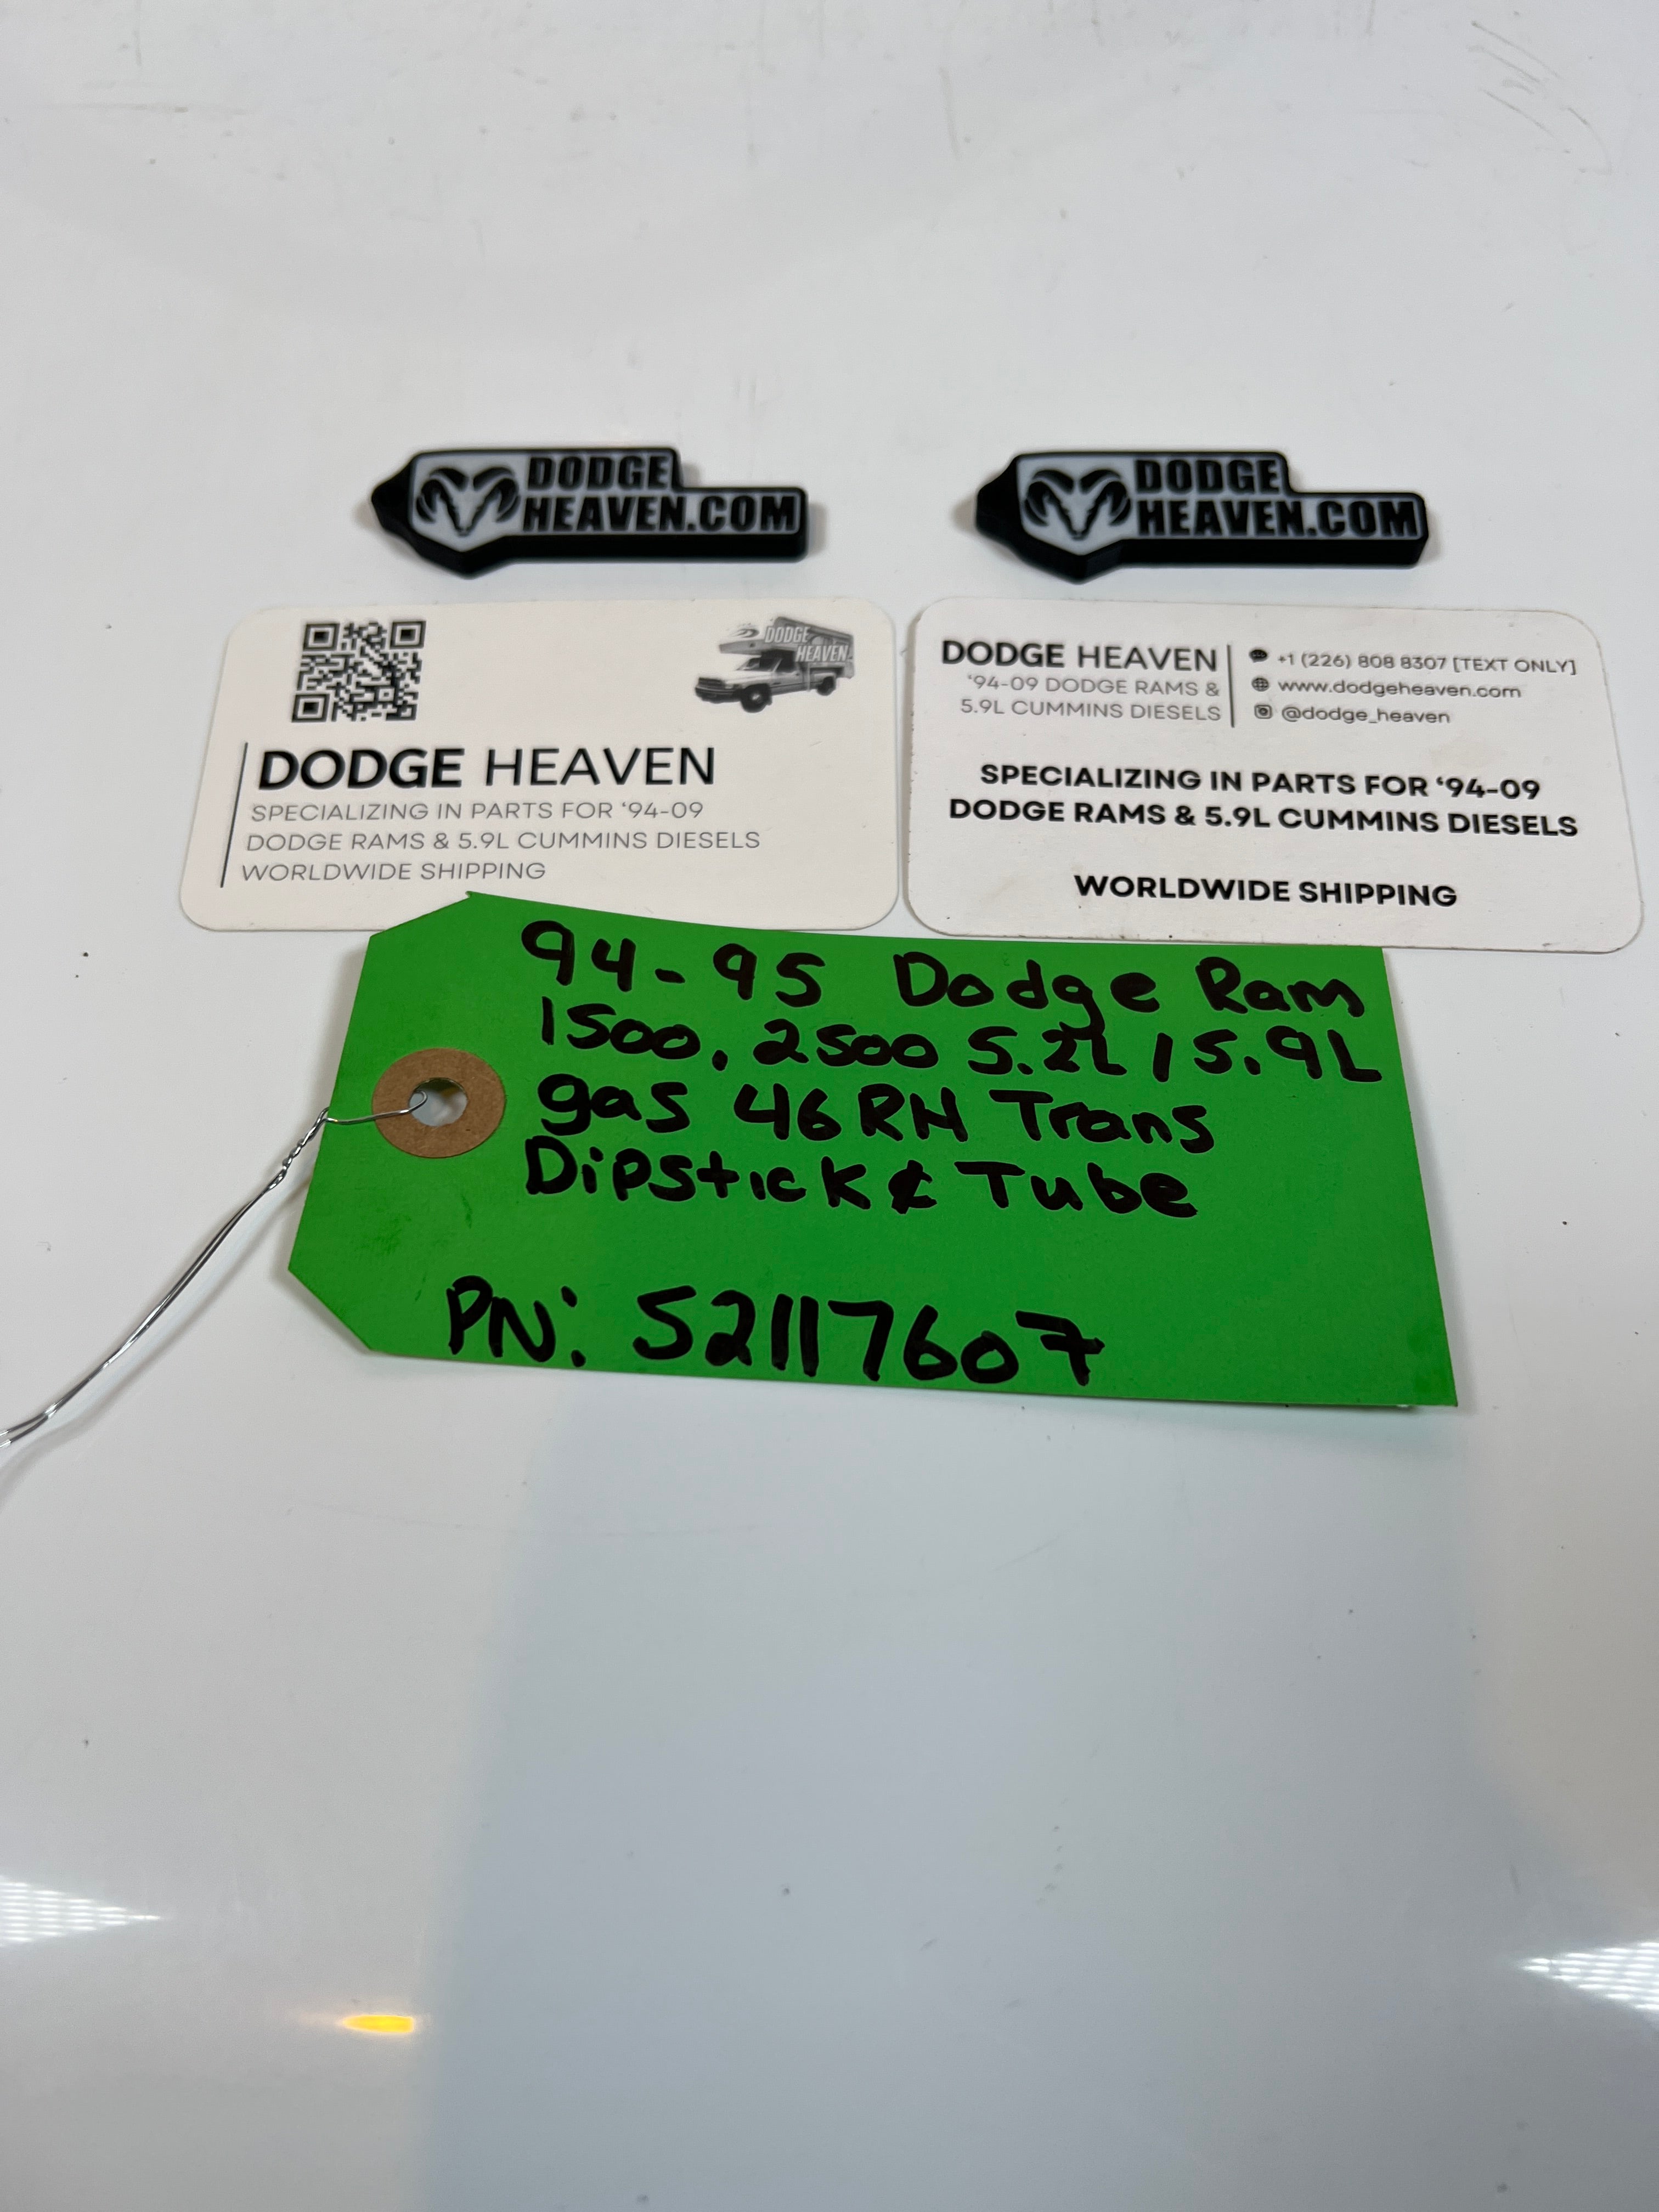 DODGE
HEAVEN.COM
DODGE
HEAVEN.COM
DODGE
HEAVEN
DODGE HEAVEN
SPECIALIZING IN PARTS FOR ‘94-09
DODGE RAMS & 5.9L CUMMINS DIESELS
WORLDWIDE SHIPPING
DODGE HEAVEN
‘94-09 DODGE RAMS &
5.9L CUMMINS DIESELS
+1 (226) 808 8307 [TEXT ONLY]
www.dodgeheaven.com
@dodge_heaven
SPECIALIZING IN PARTS FOR ‘94-09
DODGE RAMS & 5.9L CUMMINS DIESELS
WORLDWIDE SHIPPING
94-95 Dodge Ram
1500, 2500 5.2L / 5.9L
gas 46RH Trans
Dipstick & Tube
PN: 52117607